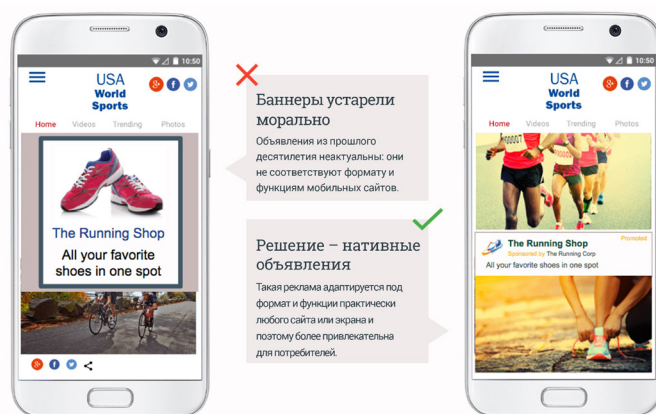 10:50
USA
World
Sports
Home Videos Trending Photos
The Running Shop
All your favorite
shoes in one spot
Баннеры устарели
морально
Объявления из прошлого
десятилетия неактуальны: они
не соответствуют формату и
функциям мобильных сайтов.
Решение – нативные
объявления
Такая реклама адаптируется под
формат и функции практически
любого сайта или экрана и
поэтому более привлекательна
для потребителей.
10:50
USA
World
Sports
Home Videos Trending Photos
The Running Shop
Promoted
Sponsored by The Running Corp
All your favorite shoes in one spot